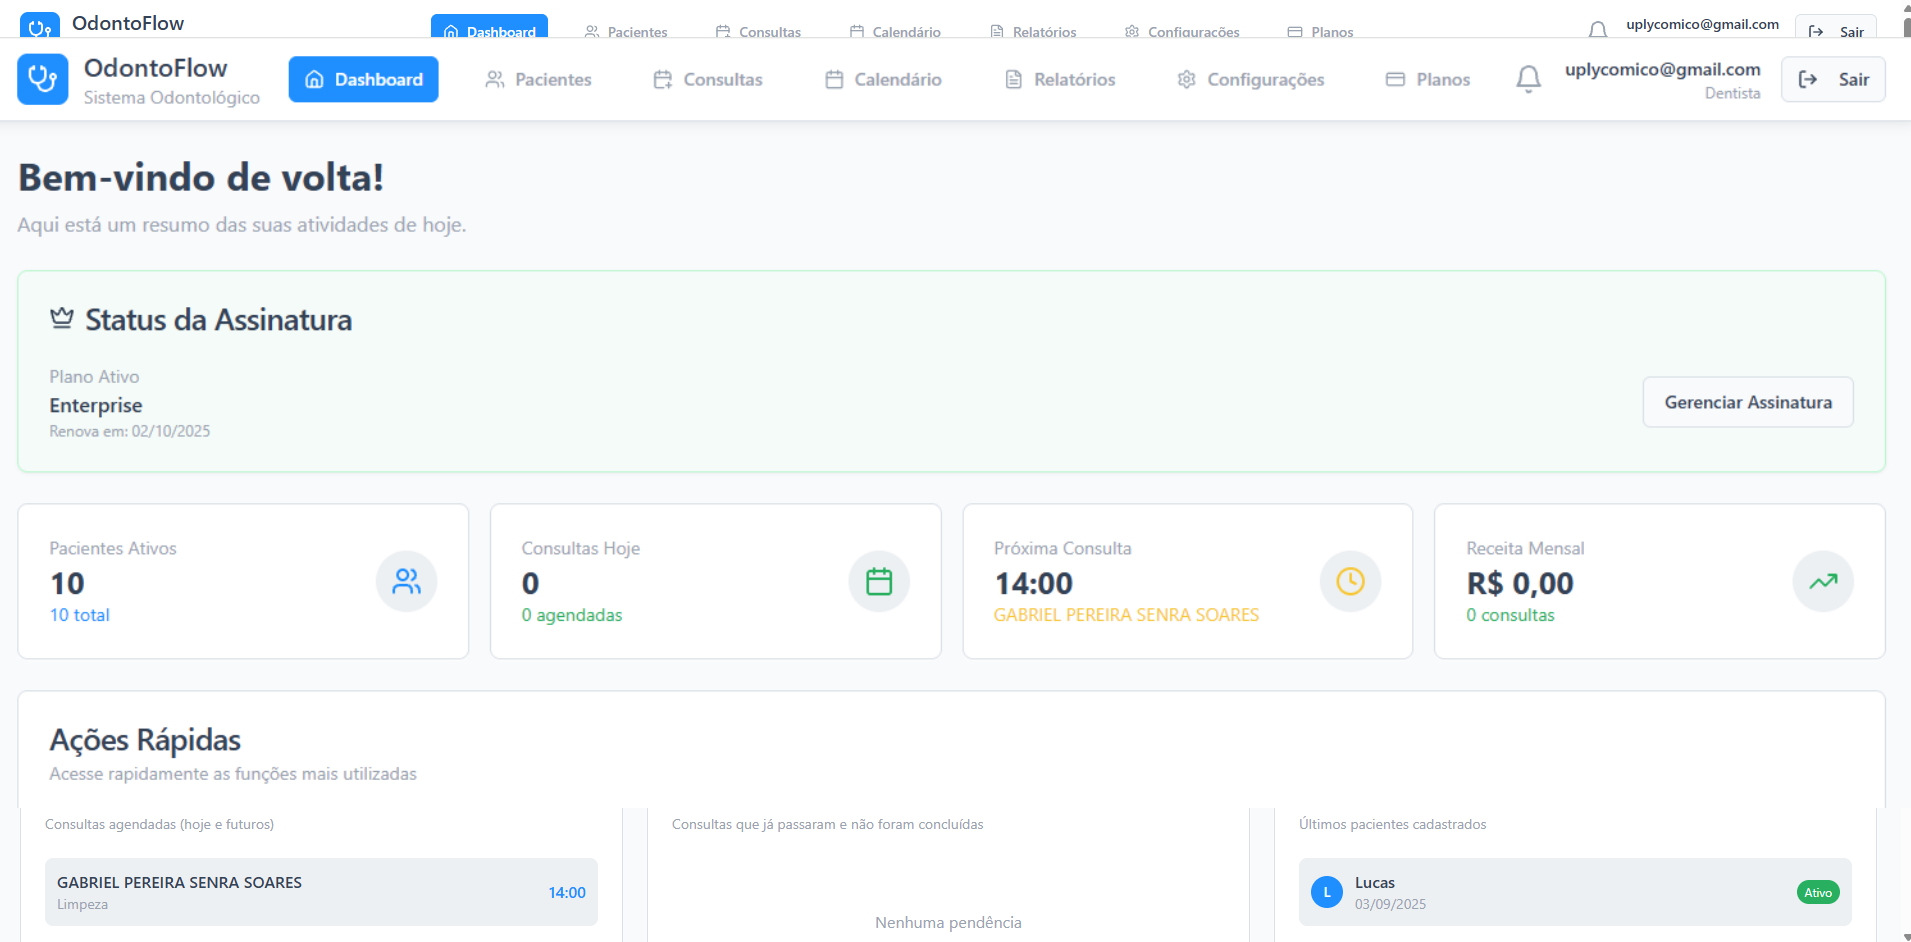 OdontoFlow
Dashboard
Pacientes
Consultas
Calendário
Relatórios
Configurações
Planos
uplycomico@gmail.com
Sair
OdontoFlow
Sistema Odontológico
Dashboard
Pacientes
Consultas
Calendário
Relatórios
Configurações
Planos
uplycomico@gmail.com
Dentista
Sair
Bem-vindo de volta!
Aqui está um resumo das suas atividades de hoje.
Status da Assinatura
Plano Ativo
Enterprise
Renova em: 02/10/2025
Gerenciar Assinatura
Pacientes Ativos
10
10 total
Consultas Hoje
0
0 agendadas
Próxima Consulta
14:00
GABRIEL PEREIRA SENRA SOARES
Receita Mensal
R$ 0,00
0 consultas
Ações Rápidas
Acesse rapidamente as funções mais utilizadas
Consultas agendadas (hoje e futuros)
GABRIEL PEREIRA SENRA SOARES
Limpeza
14:00
Consultas que já passaram e não foram concluídas
Nenhuma pendência
Últimos pacientes cadastrados
L
Lucas
03/09/2025
Ativo